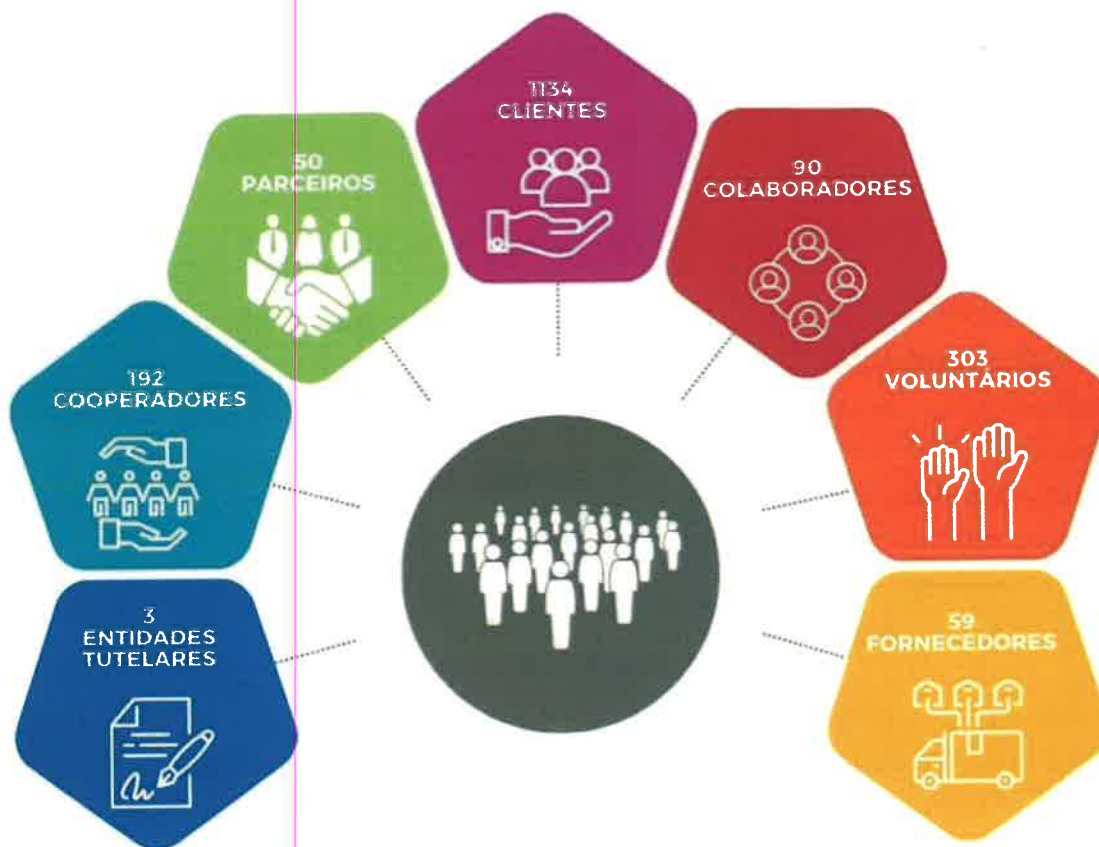 1134
CLIENTES
50
PARCEIROS
90
COLABORADORES
192
COOPERADORES
303
VOLUNTÁRIOS
3
ENTIDADES
TUTELARES
59
FORNECEDORES